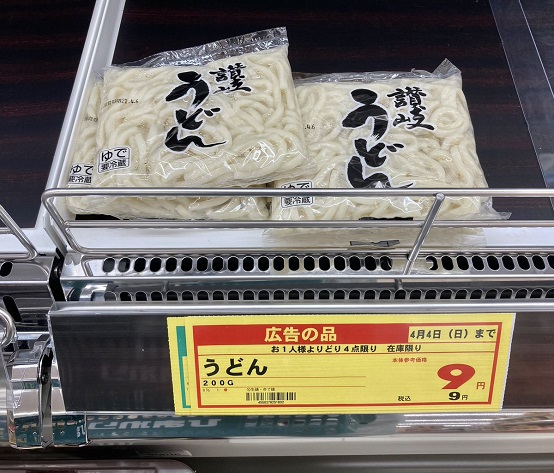 讃岐
うどん
ゆで
要冷蔵
讃岐
うどん
ゆで
要冷蔵
広告の品
4月4日(日)まで
お1人様よりどり4点限り 在庫限り
うどん
200G
本体参考価格
9円
税込
9円